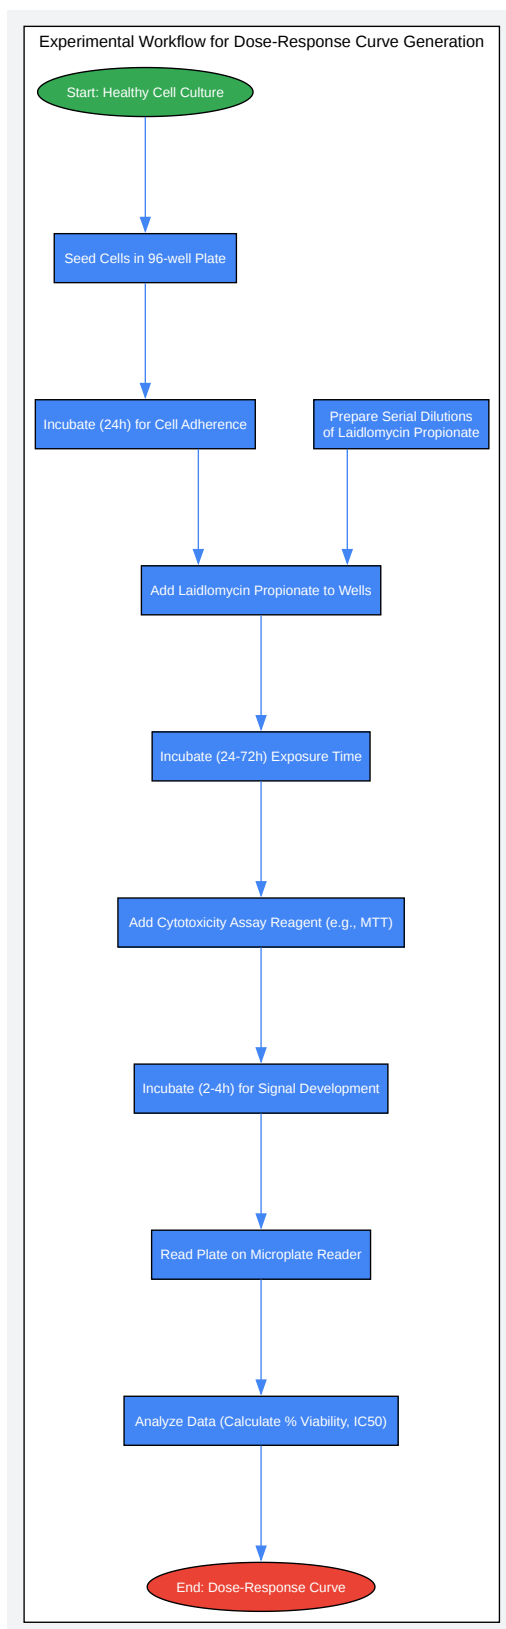 Experimental Workflow for Dose-Response Curve Generation
Start: Healthy Cell Culture
Seed Cells in 96-well Plate
Incubate (24h) for Cell Adherence
Prepare Serial Dilutions
of Laidlomycin Propionate
Add Laidlomycin Propionate to Wells
Incubate (24-72h) Exposure Time
Add Cytotoxicity Assay Reagent (e.g., MTT)
Incubate (2-4h) for Signal Development
Read Plate on Microplate Reader
Analyze Data (Calculate % Viability, IC50)
End: Dose-Response Curve